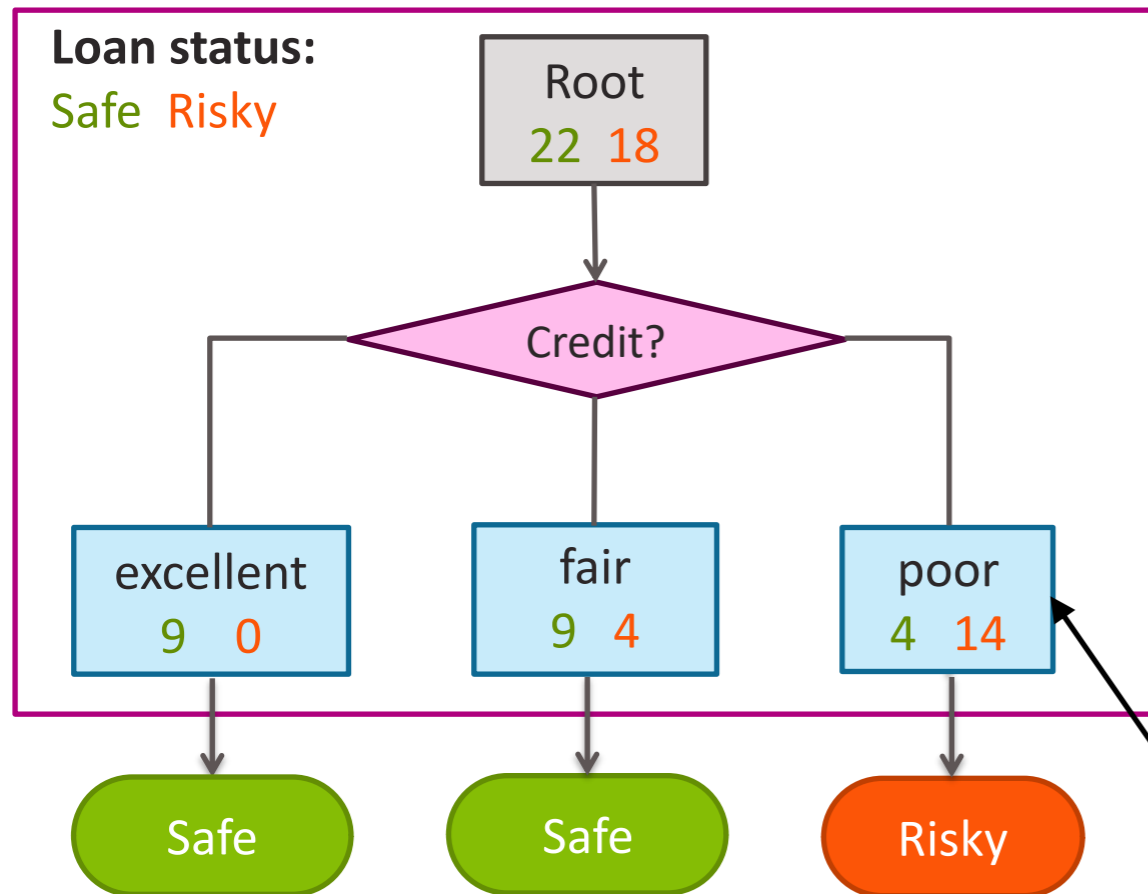 Loan status:
Safe Risky
Root
22 18
Credit?
excellent
9 0
fair
9 4
poor
4 14
Safe
Safe
Risky